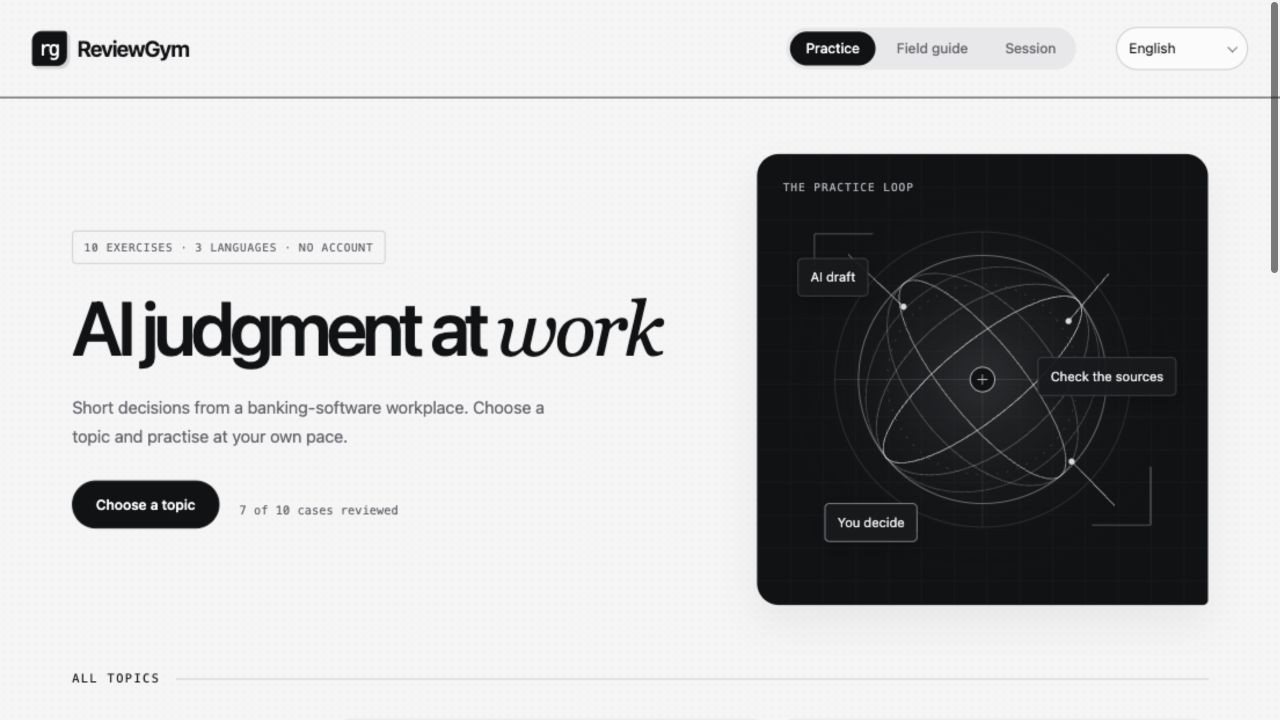 rg ReviewGym
Practice Field guide Session English
THE PRACTICE LOOP
10 EXERCISES · 3 LANGUAGES · NO ACCOUNT
AI judgment at work
Short decisions from a banking-software workplace. Choose a
topic and practise at your own pace.
Choose a topic
7 of 10 cases reviewed
AI draft
Check the sources
You decide
ALL TOPICS